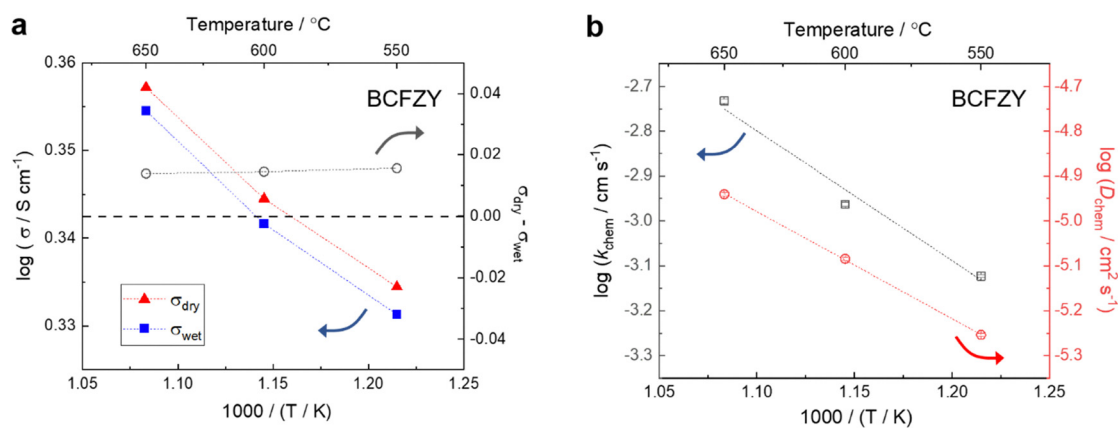 a
Temperature / °C
650 600 550
0.36
0.35
0.34
0.33
log ( σ / S cm⁻¹)
BCFZY
0.04
0.02
0.00
-0.02
-0.04
σdry - σwet
σdry
σwet
1.05 1.10 1.15 1.20 1.25
1000 / (T / K)
b
Temperature / °C
650 600 550
-2.7
-2.8
-2.9
-3.0
-3.1
-3.2
-3.3
log (kchem / cm s⁻¹)
BCFZY
-4.7
-4.8
-4.9
-5.0
-5.1
-5.2
-5.3
log (Dchem / cm² s⁻¹)
1.05 1.10 1.15 1.20 1.25
1000 / (T / K)